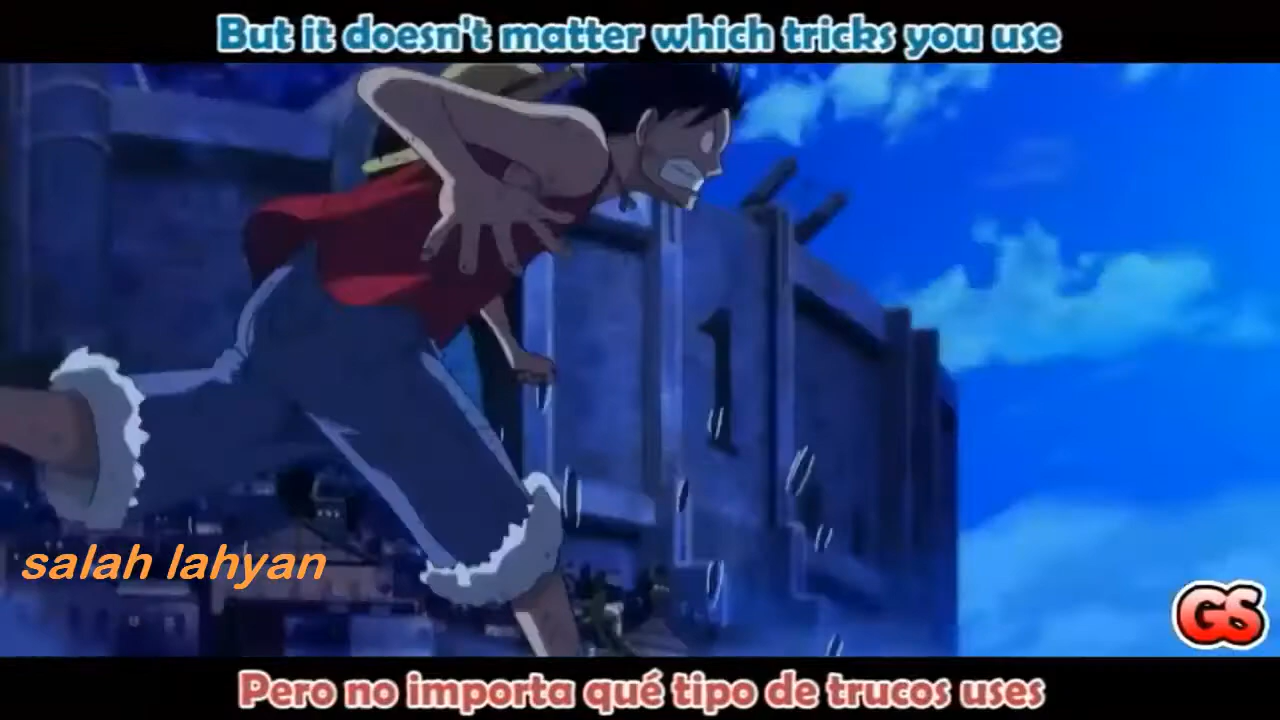 But it doesn't matter which tricks you use
1
salah lahyan
GS
Pero no importa qué tipo de trucos uses